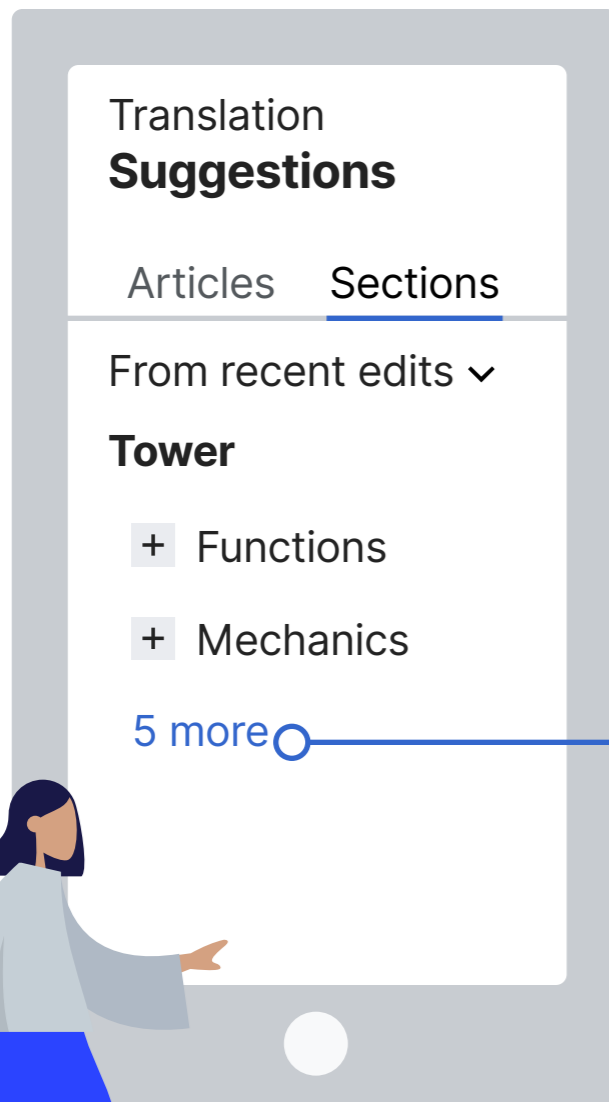 Translation
Suggestions
Articles Sections
From recent edits
Tower
+ Functions
+ Mechanics
5 more